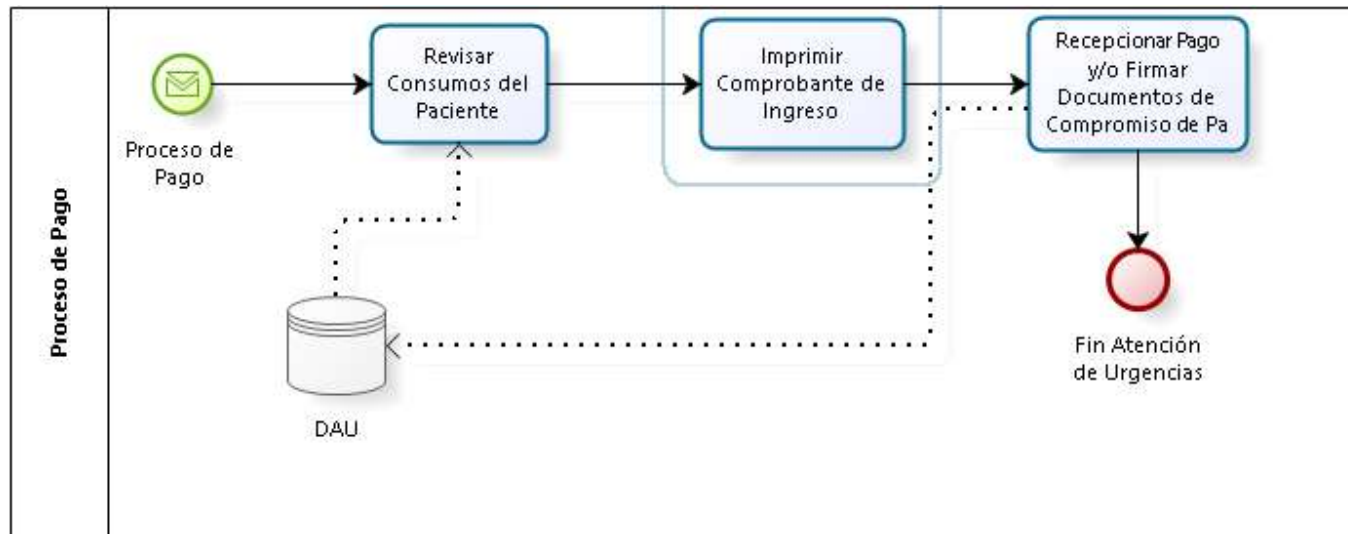 Proceso de Pago
Proceso de
Pago
Revisar
Consumos del
Paciente
Imprimir
Comprobante de
Ingreso
Recepcionar Pago
y/o Firmar
Documentos de
Compromiso de Pa
DAU
Fin Atención
de Urgencias